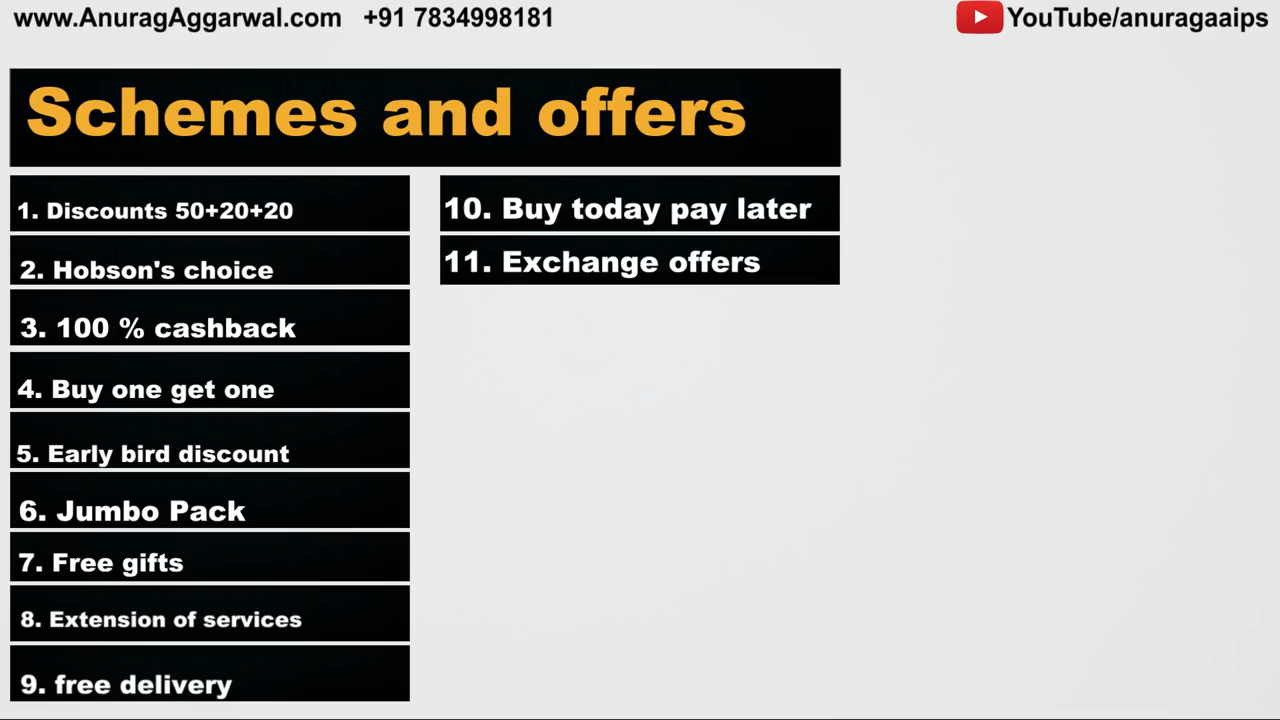 www.AnuragAggarwal.com +91 7834998181
YouTube/anuragaaips
Schemes and offers
1. Discounts 50+20+20
2. Hobson's choice
3. 100 % cashback
4. Buy one get one
5. Early bird discount
6. Jumbo Pack
7. Free gifts
8. Extension of services
9. free delivery
10. Buy today pay later
11. Exchange offers